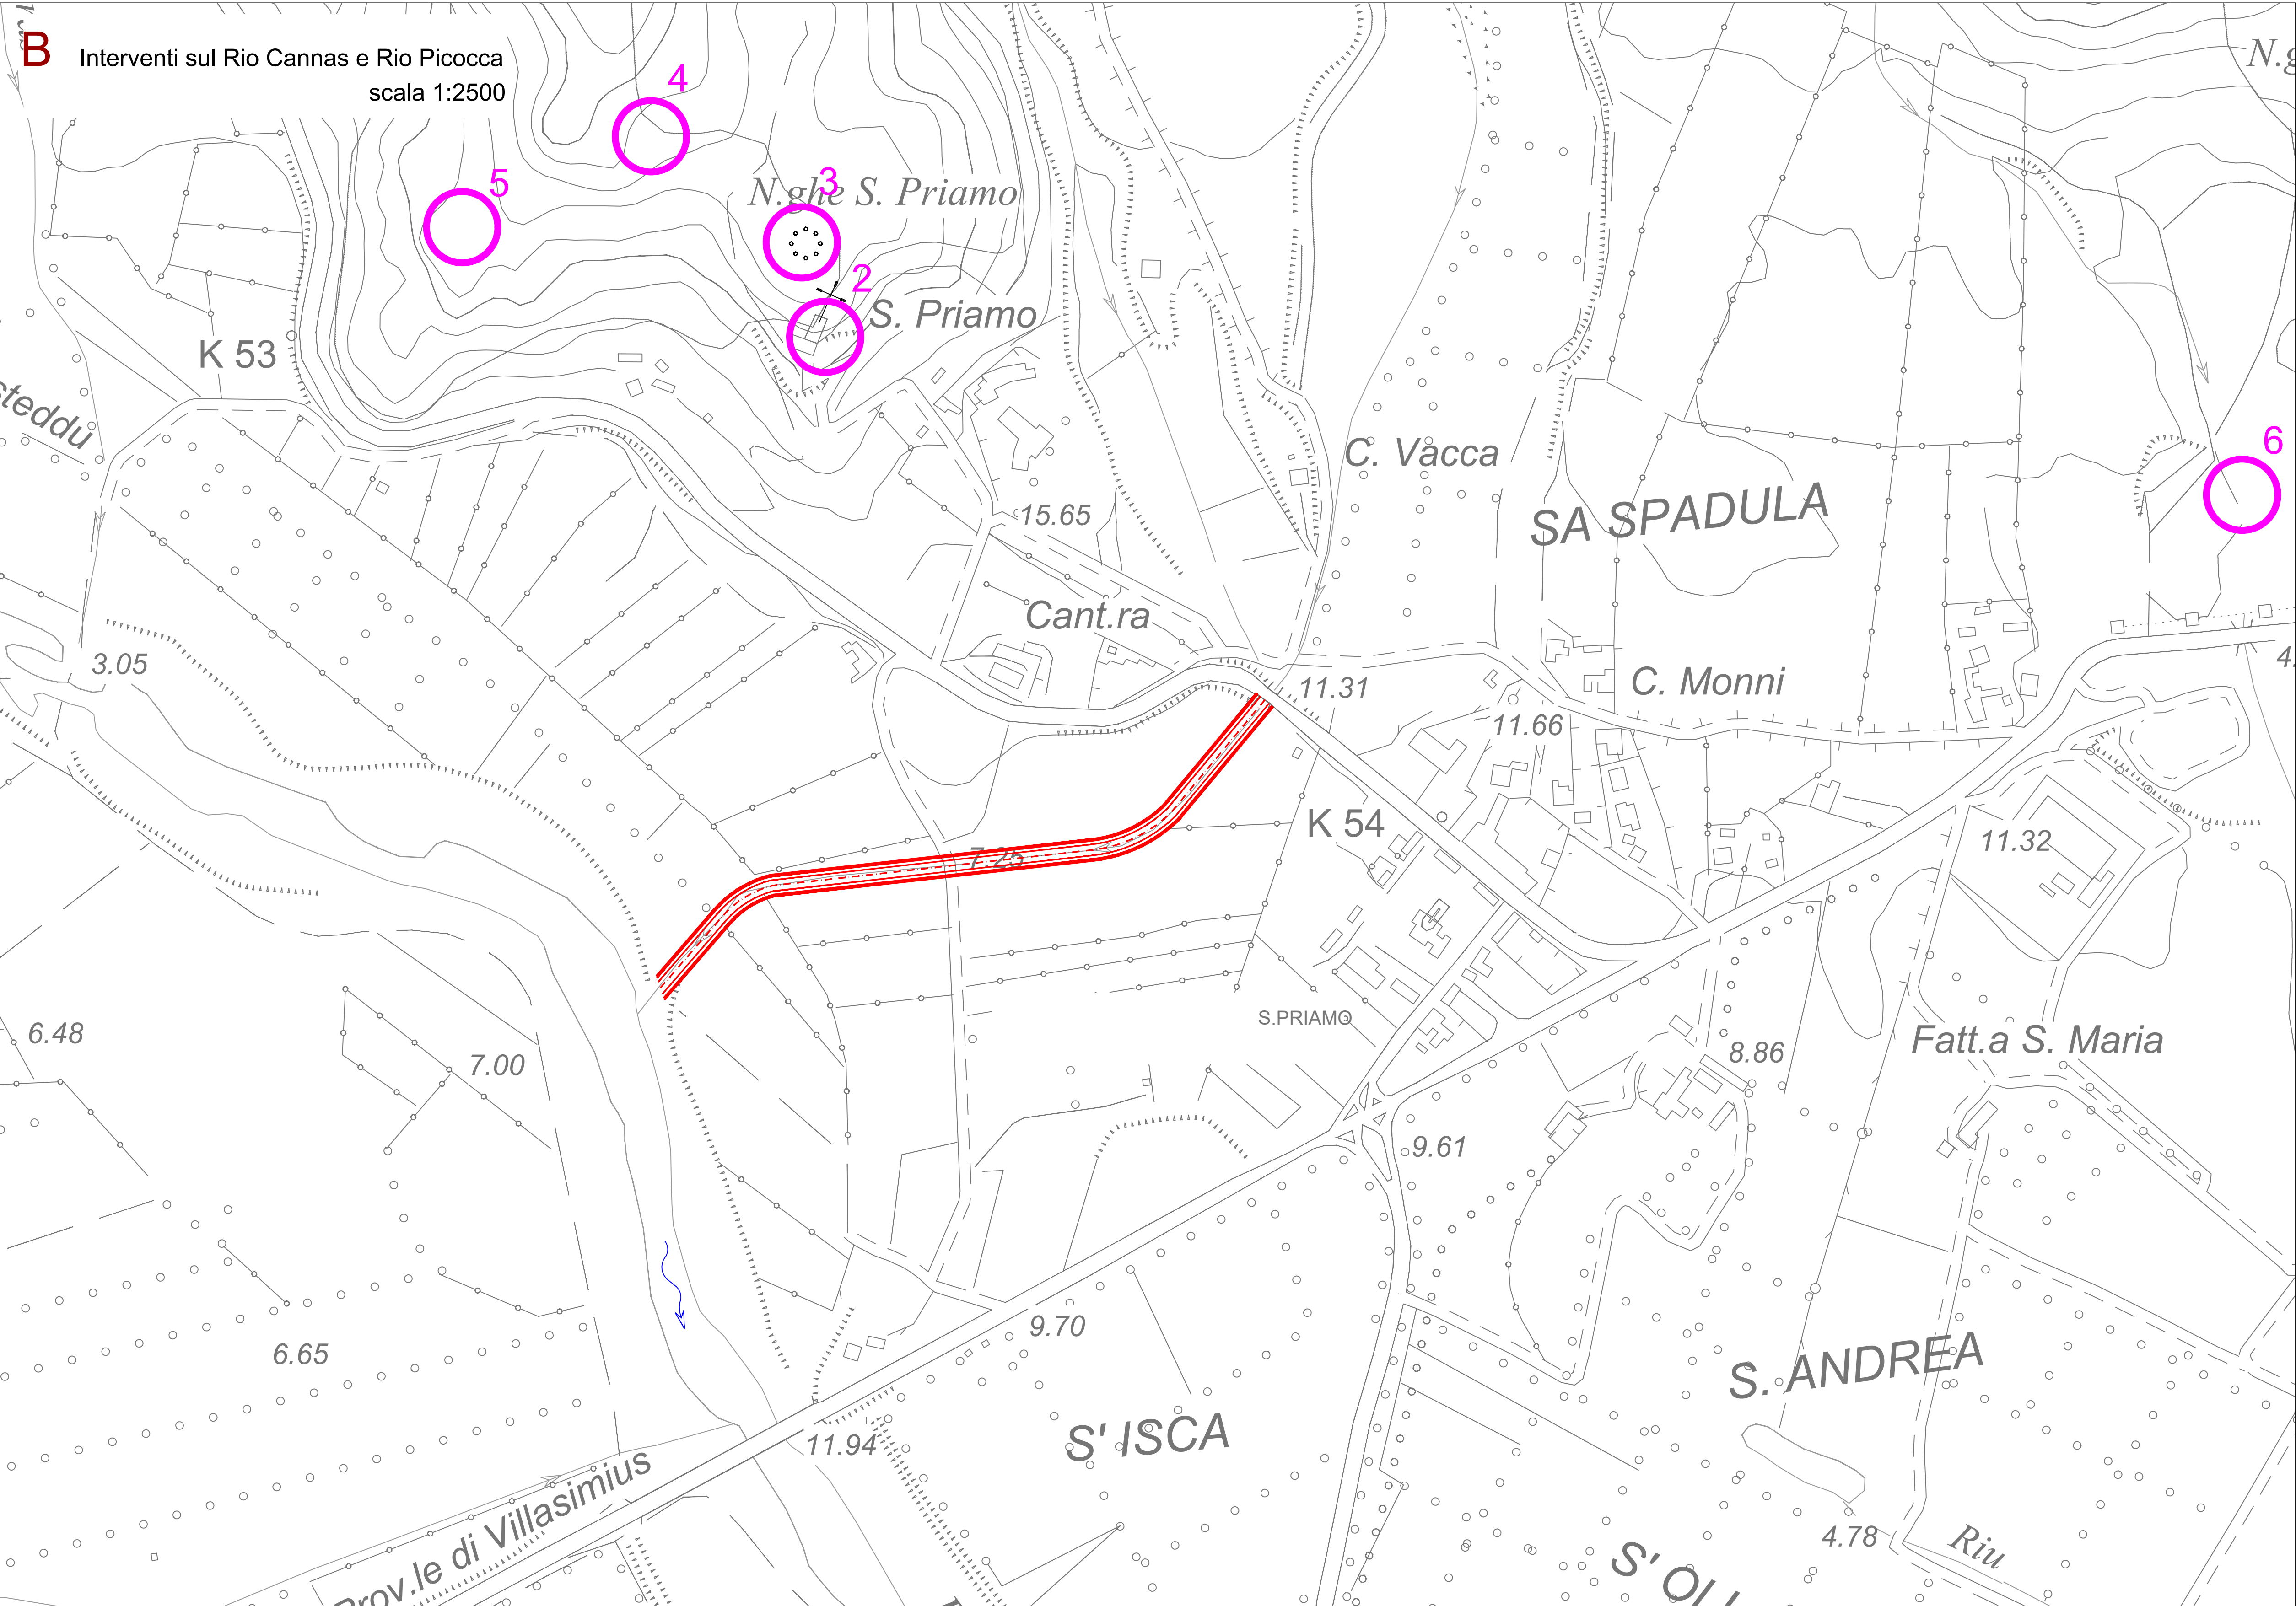 B
Interventi sul Rio Cannas e Rio Picocca
scala 1:2500
4
5
3
N.ghe S. Priamo
2
S. Priamo
K 53
steddu
C. Vacca
6
SA SPADULA
15.65
Cant.ra
3.05
11.31
C. Monni
11.66
K 54
11.32
7.25
S.PRIAMO
6.48
7.00
8.86
Fatt.a S. Maria
9.61
9.70
6.65
S. ANDREA
11.94
S' ISCA
Prov.le di Villasimius
4.78
Riu